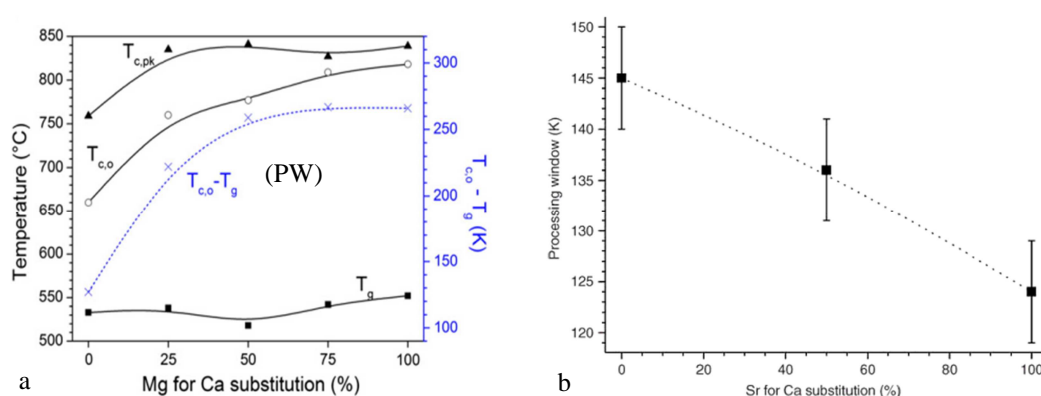 850
800
750
700
650
600
550
500
Temperature (°C)
T_c,pk
T_c,o
T_c,o-T_g
(PW)
T_g
300
250
200
150
100
T_c,o - T_g (K)
0 25 50 75 100
Mg for Ca substitution (%)
a
150
145
140
135
130
125
120
Processing window (K)
0 20 40 60 80 100
Sr for Ca substitution (%)
b